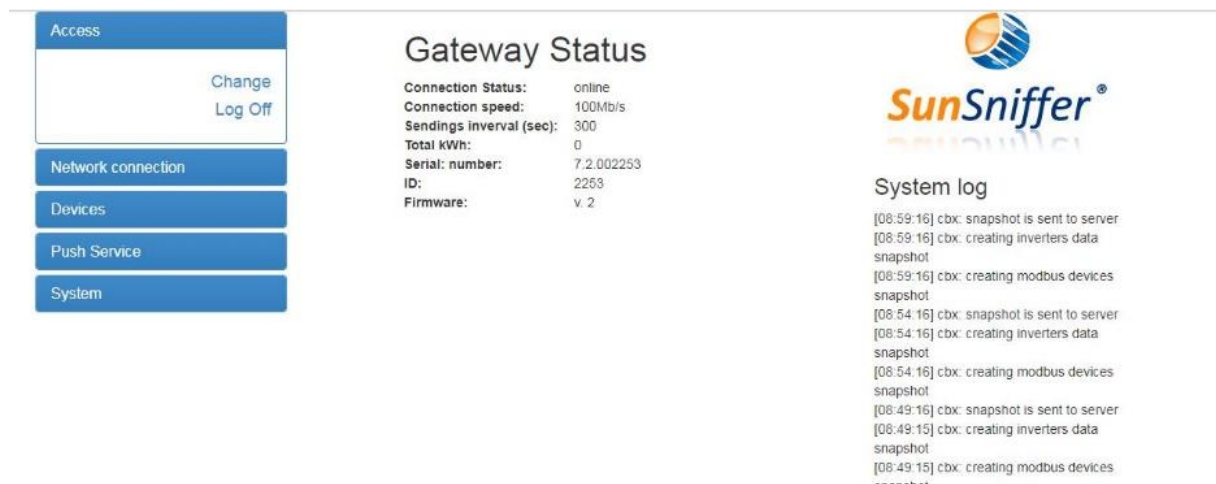 Access
Change
Log Off
Network connection
Devices
Push Service
System
Gateway Status
Connection Status: online
Connection speed: 100Mb/s
Sendings inverval (sec): 300
Total kWh: 0
Serial: number: 7.2.002253
ID: 2253
Firmware: v. 2
SunSniffer®
System log
[08:59:16] cbx: snapshot is sent to server
[08:59:16] cbx: creating inverters data
snapshot
[08:59:16] cbx: creating modbus devices
snapshot
[08:54:16] cbx: snapshot is sent to server
[08:54:16] cbx: creating inverters data
snapshot
[08:54:16] cbx: creating modbus devices
snapshot
[08:49:16] cbx: snapshot is sent to server
[08:49:15] cbx: creating inverters data
snapshot
[08:49:15] cbx: creating modbus devices